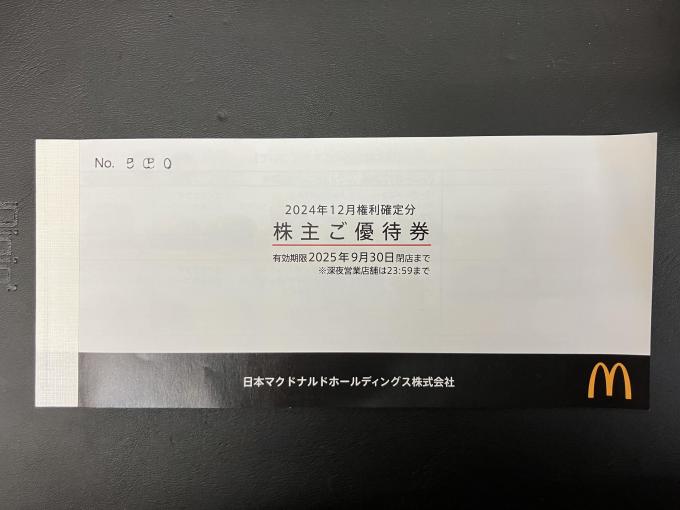 No.
2024年12月権利確定分
株主ご優待券
有効期限2025年9月30日閉店まで
※深夜営業店舗は23:59まで
日本マクドナルドホールディングス株式会社